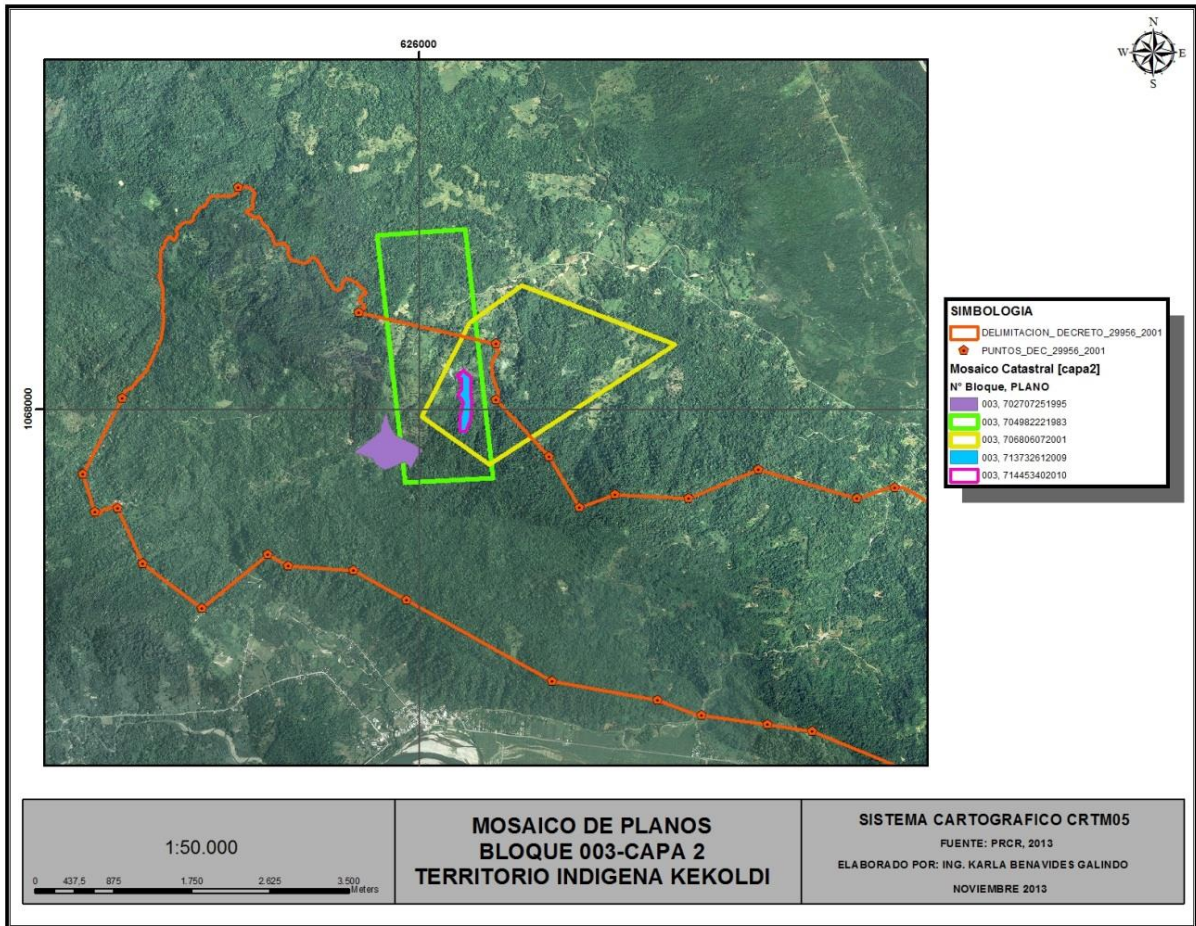 626000
N
W E
S
1068000
SIMBOLOGIA
DELIMITACION_ DECRETO_29956_2001
PUNTOS_DEC_29956_2001
Mosaico Catastral [capa2]
N° Bloque, PLANO
003, 702707251995
003, 704982221983
003, 706806072001
003, 713732612009
003, 714453402010
1:50.000
0 437,5 875 1.750 2.625 3.500
Meters
MOSAICO DE PLANOS
BLOQUE 003-CAPA 2
TERRITORIO INDIGENA KEKOLDI
SISTEMA CARTOGRAFICO CRTM05
FUENTE: PRCR, 2013
ELABORADO POR: ING. KARLA BENAVIDES GALINDO
NOVIEMBRE 2013